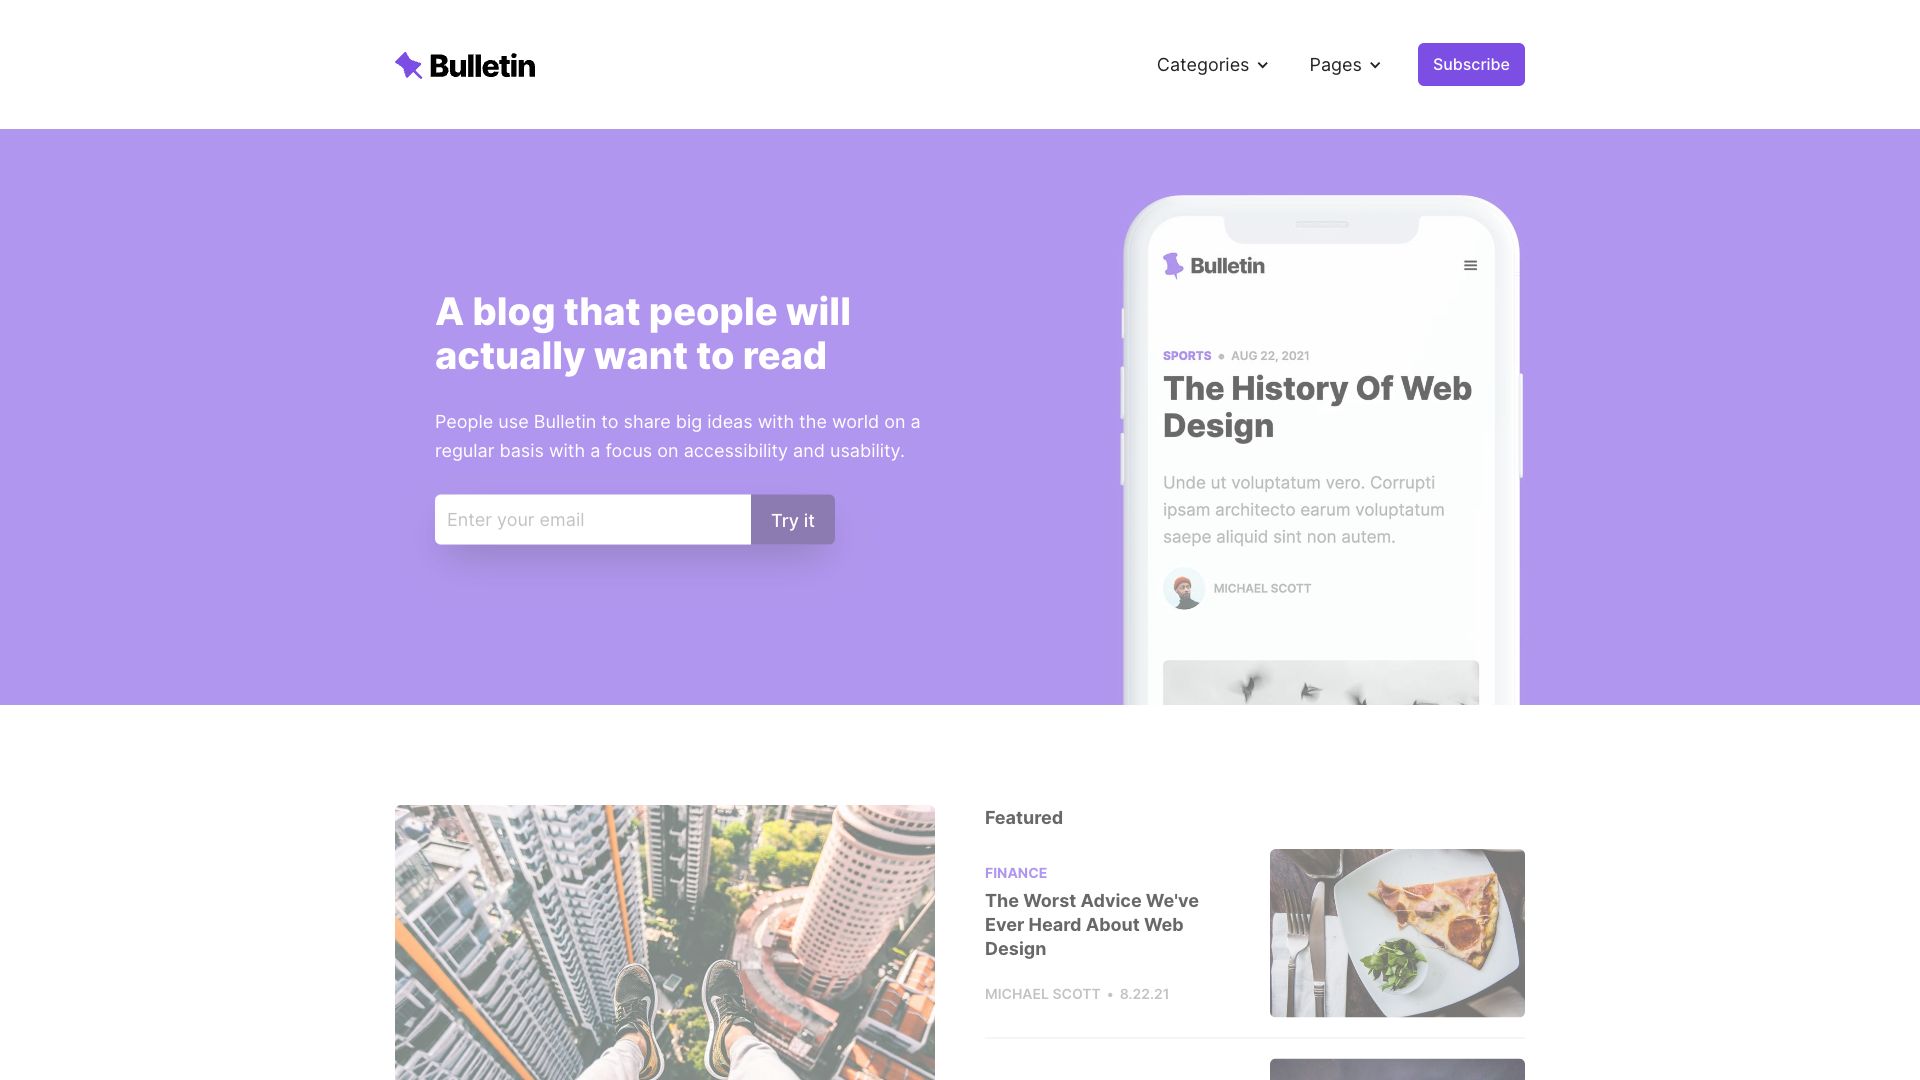 Bulletin
Categories
Pages
Subscribe
A blog that people will
actually want to read
People use Bulletin to share big ideas with the world on a
regular basis with a focus on accessibility and usability.
Enter your email
Try it
Bulletin
SPORTS • AUG 22, 2021
The History Of Web
Design
Unde ut voluptatum vero. Corrupti
ipsam architecto earum voluptatum
saepe aliquid sint non autem.
MICHAEL SCOTT
Featured
FINANCE
The Worst Advice We've
Ever Heard About Web
Design
MICHAEL SCOTT • 8.22.21